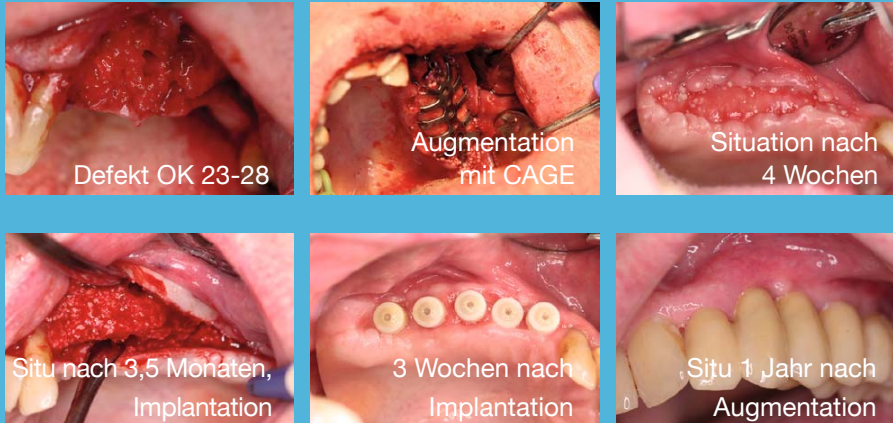 Defekt OK 23-28
Augmentation
mit CAGE
Situation nach
4 Wochen
Situ nach 3,5 Monaten,
Implantation
3 Wochen nach
Implantation
Situ 1 Jahr nach
Augmentation